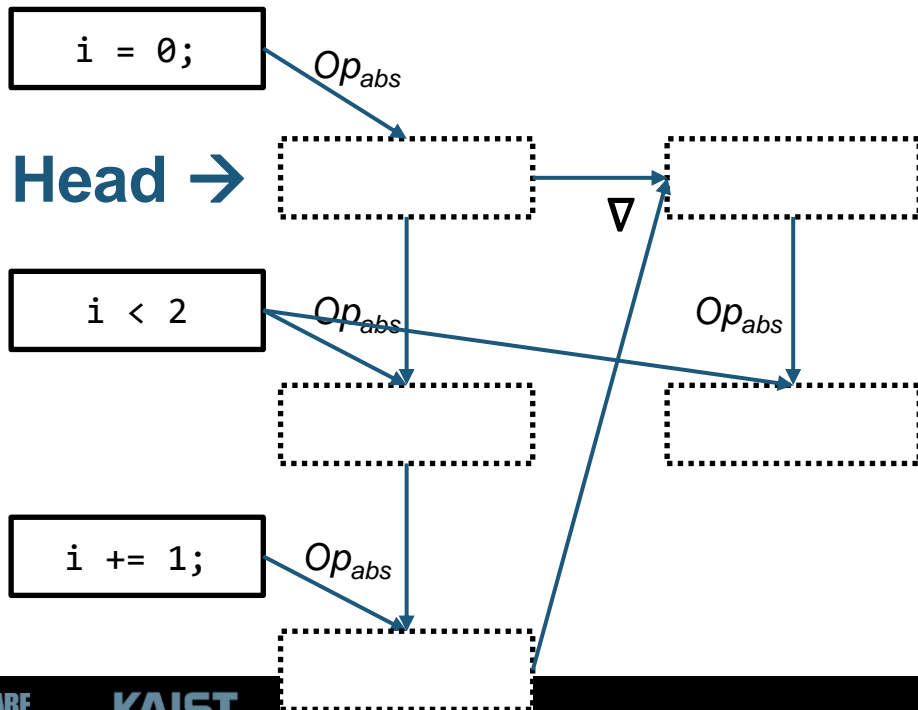 i = 0;
Op_abs
Head →
∇
i < 2
Op_abs
Op_abs
i += 1;
Op_abs
KAIST